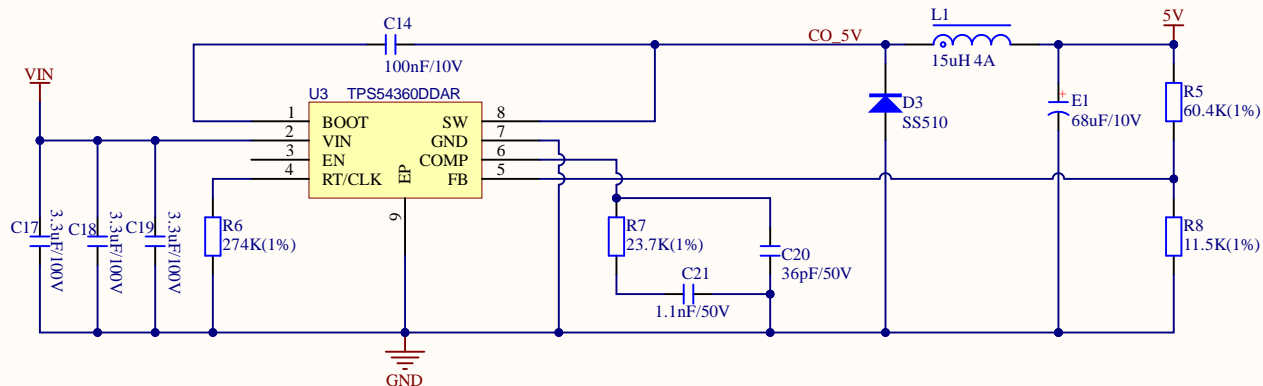 C14
100nF/10V
CO_5V
L1
15uH 4A
5V
VIN
U3 TPS54360DDAR
1 BOOT SW 8
2 VIN GND 7
3 EN COMP 6
4 RT/CLK FB 5
EP
9
D3
SS510
+
E1
68uF/10V
R5
60.4K(1%)
C17
3.3uF/100V
C18
3.3uF/100V
C19
3.3uF/100V
R6
274K(1%)
R7
23.7K(1%)
C20
36pF/50V
C21
1.1nF/50V
R8
11.5K(1%)
GND